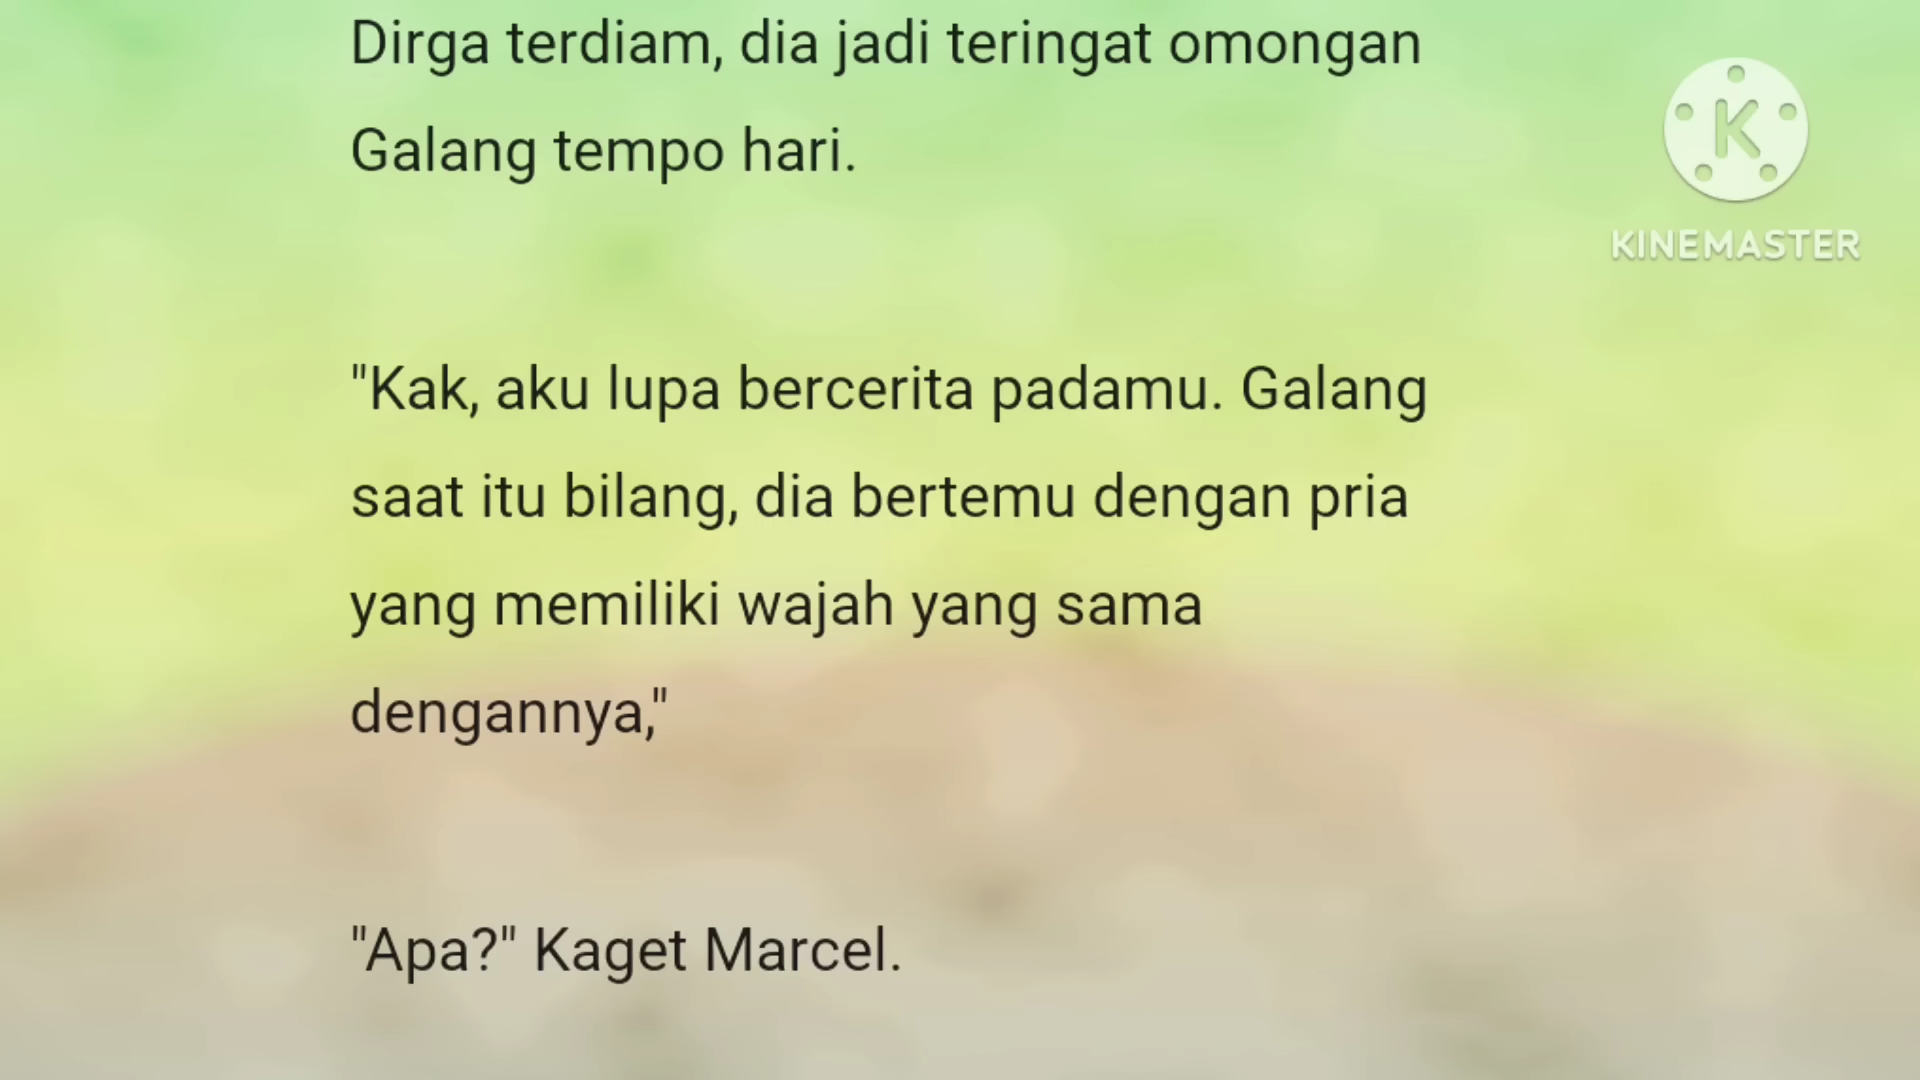 Dirga terdiam, dia jadi teringat omongan
Galang tempo hari.
K
KINEMASTER
"Kak, aku lupa bercerita padamu. Galang
saat itu bilang, dia bertemu dengan pria
yang memiliki wajah yang sama
dengannya,"
"Apa?" Kaget Marcel.